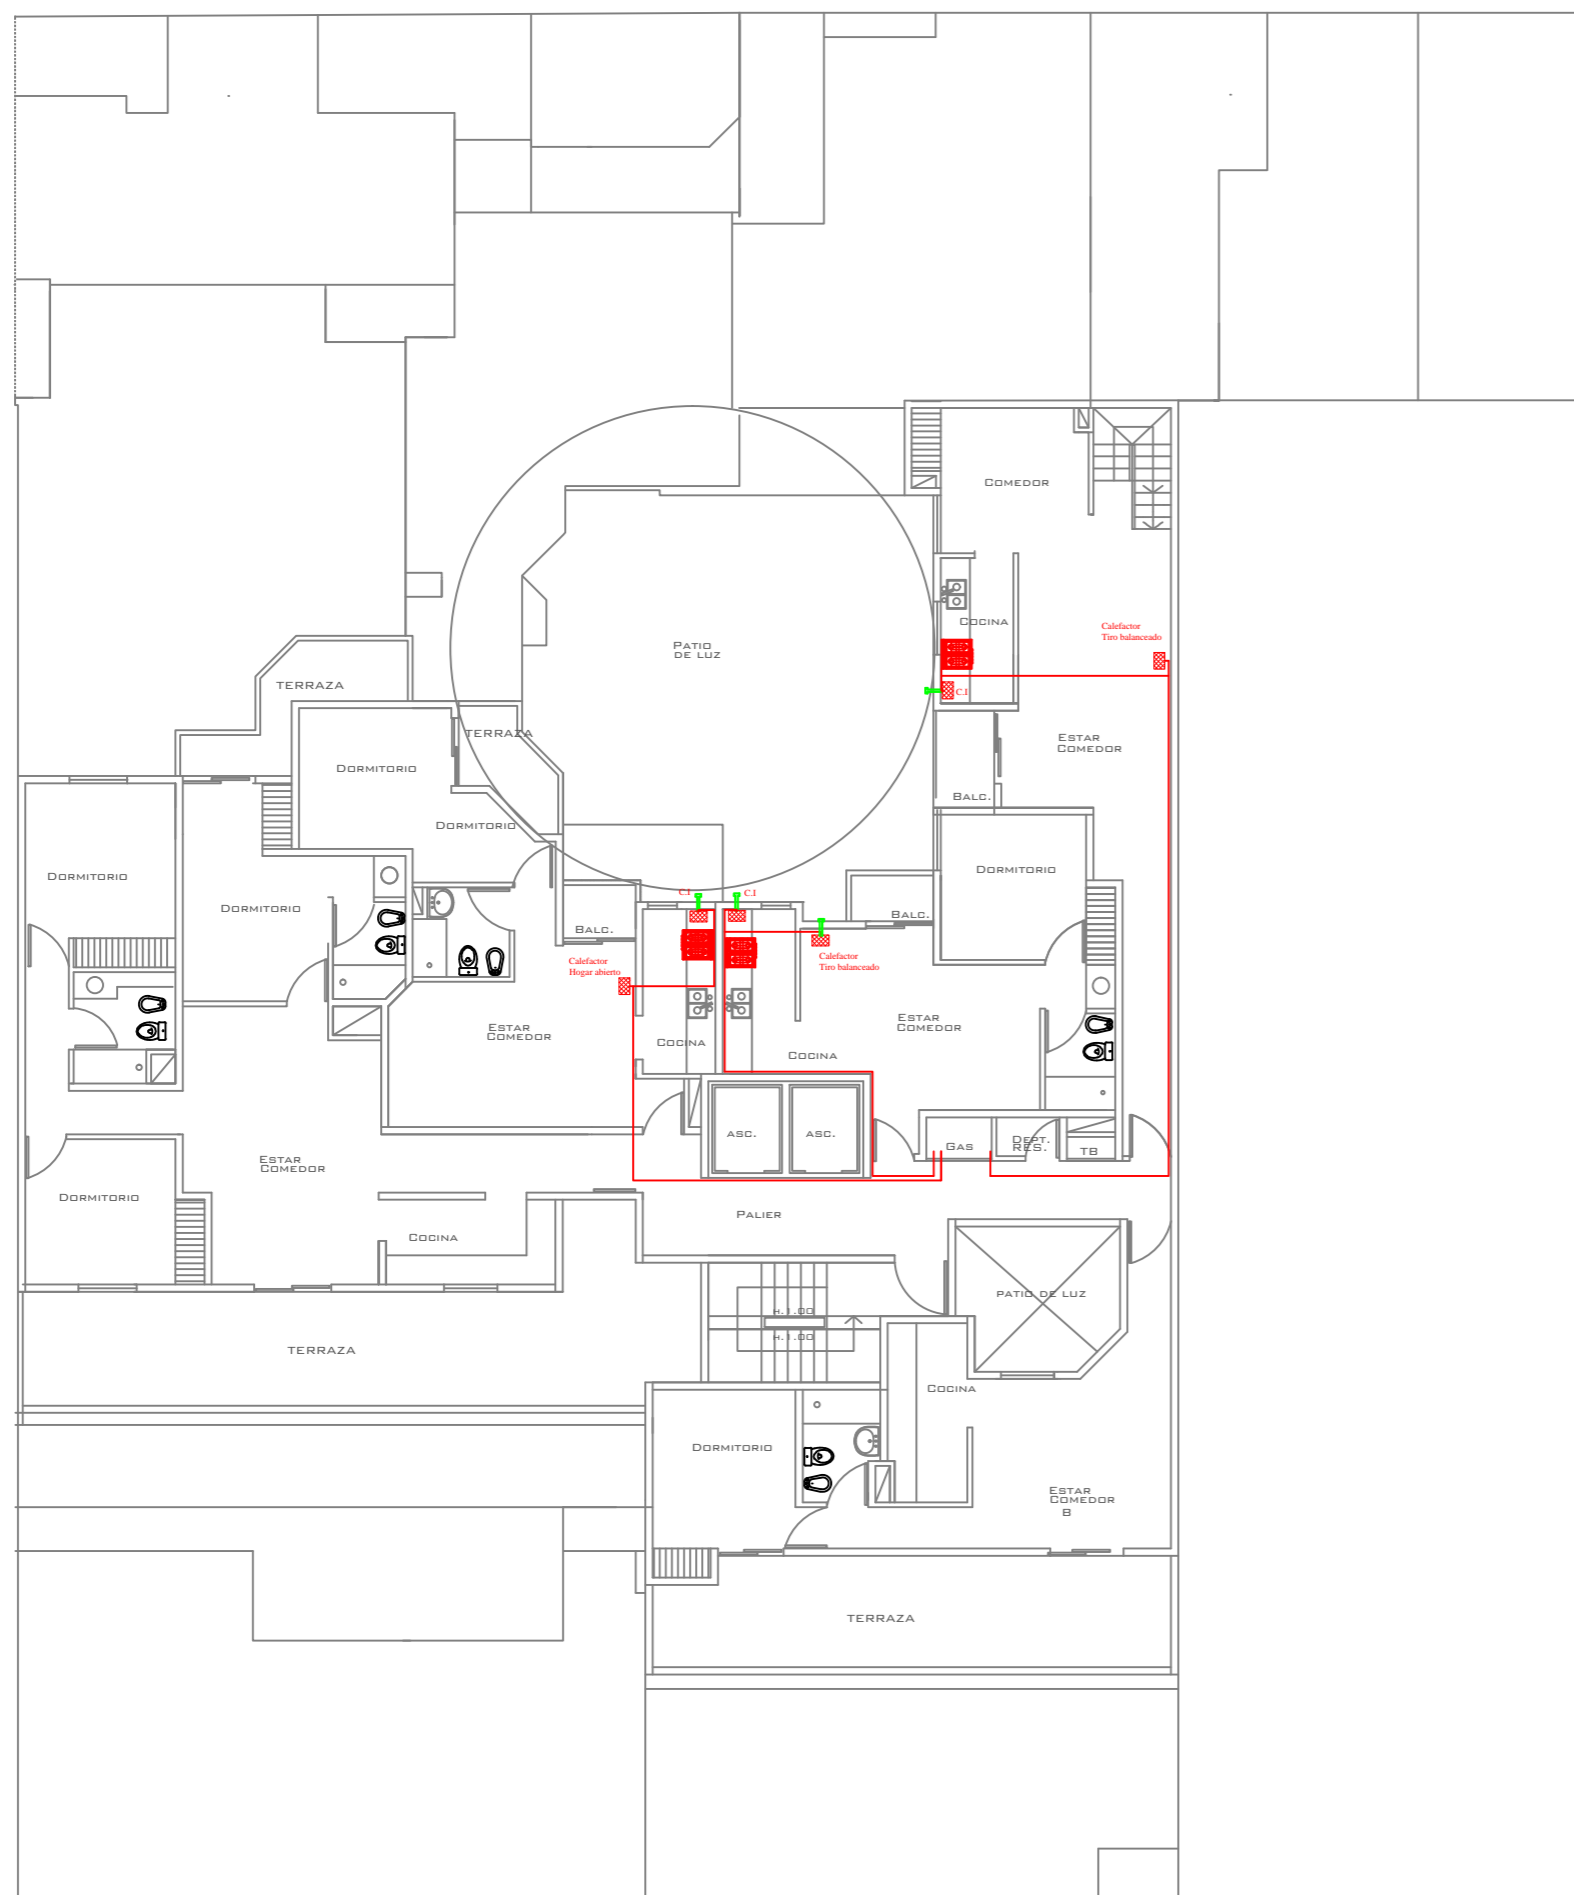 COMEDOR
COCINA
Calefactor
Tiro balanceado
PATIO
DE LUZ
TERRAZA
C.I
TERRAZA
ESTAR
COMEDOR
DORMITORIO
BALC.
DORMITORIO
DORMITORIO
DORMITORIO
DORMITORIO
C.I
C.I
BALC.
BALC.
Calefactor
Hogar abierto
Calefactor
Tiro balanceado
ESTAR
COMEDOR
ESTAR
COMEDOR
COCINA
COCINA
ASC.
ASC.
GAS
DEPT.
RES.
TB
ESTAR
COMEDOR
DORMITORIO
PALIER
COCINA
PATIO DE LUZ
H.1.00
H.1.00
TERRAZA
COCINA
DORMITORIO
ESTAR
COMEDOR
B
TERRAZA